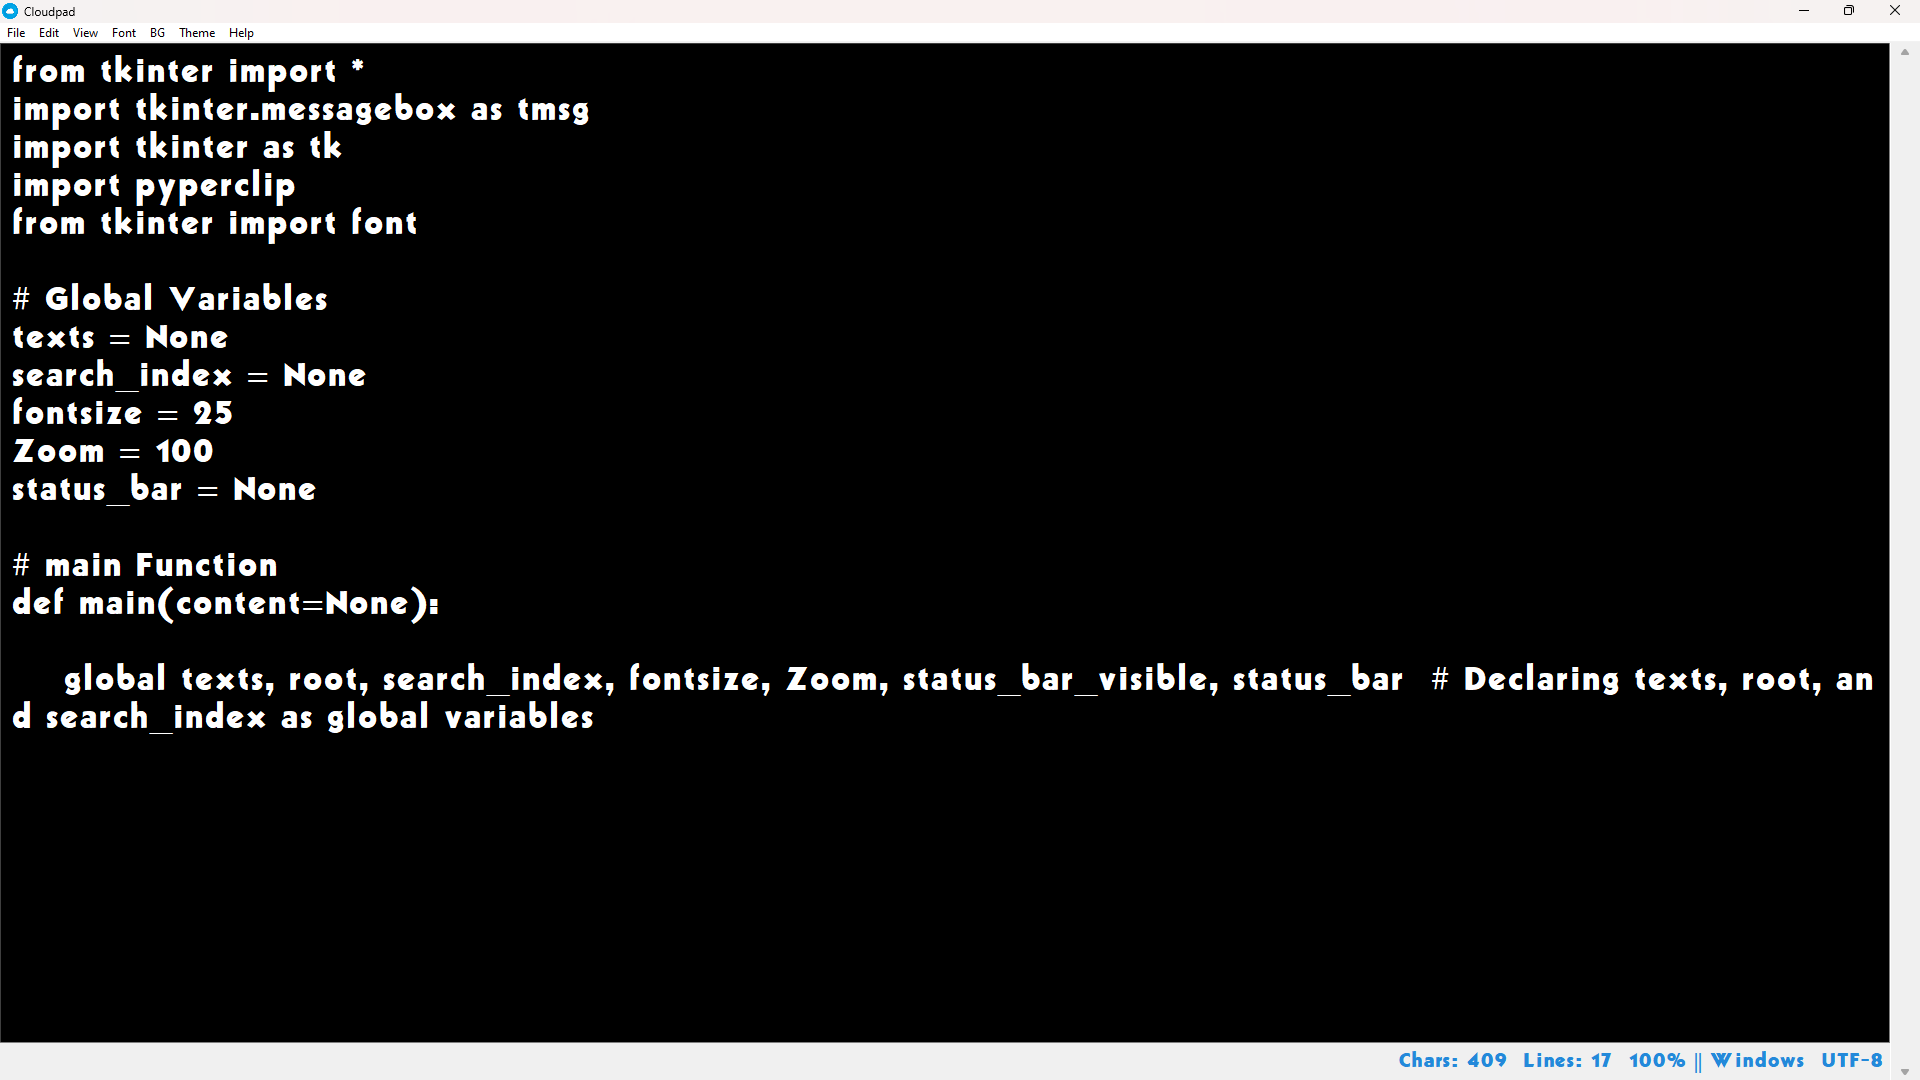 Cloudpad
File Edit View Font BG Theme Help
from tkinter import *
import tkinter.messagebox as tmsg
import tkinter as tk
import pyperclip
from tkinter import font
# Global Variables
texts = None
search_index = None
fontsize = 25
Zoom = 100
status_bar = None
# main Function
def main(content=None):
    global texts, root, search_index, fontsize, Zoom, status_bar_visible, status_bar  # Declaring texts, root, an
d search_index as global variables
Chars: 409 Lines: 17 100% || Windows UTF-8